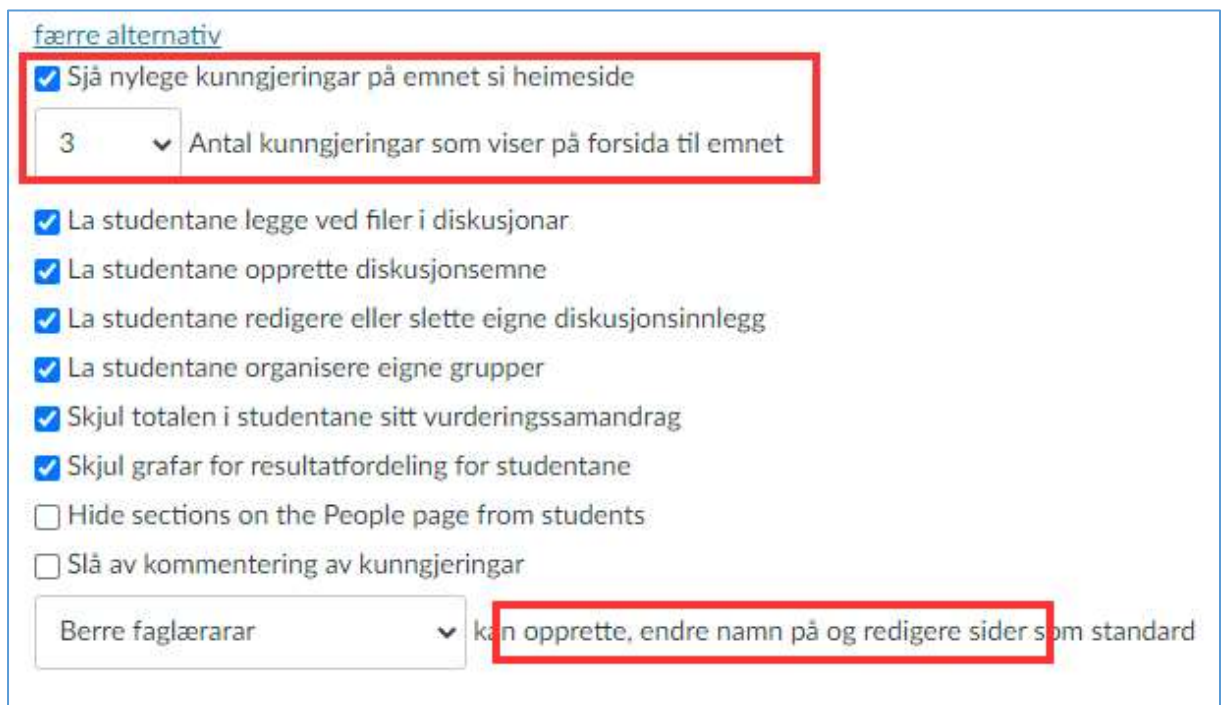 færre alternativ
Sjå nylege kunngjeringar på emnet si heimeside
3 Antal kunngjeringar som viser på forsida til emnet
La studentane legge ved filer i diskusjonar
La studentane opprette diskusjonsemne
La studentane redigere eller slette eigne diskusjonsinnlegg
La studentane organisere eigne grupper
Skjul totalen i studentane sitt vurderingssamandrag
Skjul grafar for resultatfordeling for studentane
Hide sections on the People page from students
Slå av kommentering av kunngjeringar
Berre faglærarar kan opprette, endre namn på og redigere sider som standard